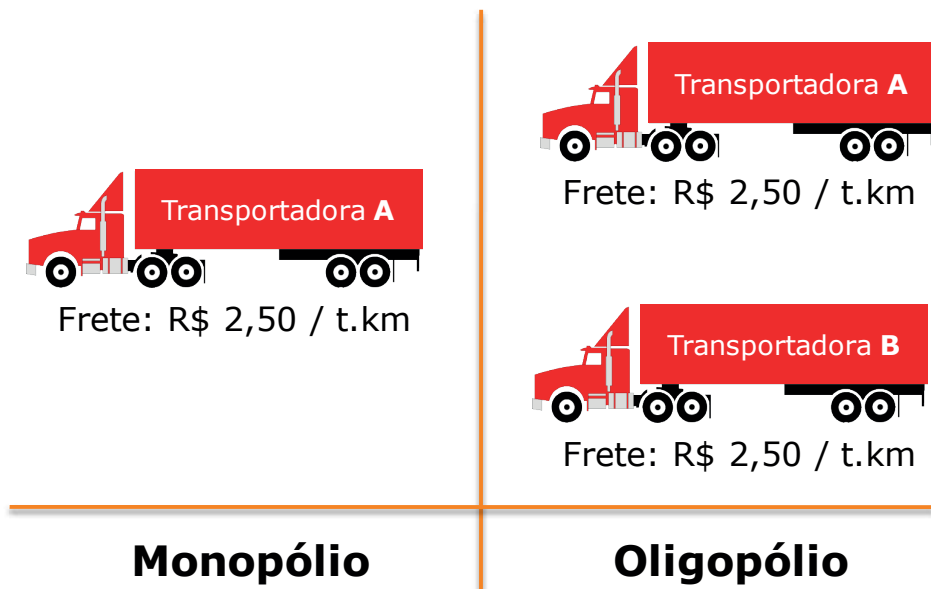 Transportadora A
Frete: R$ 2,50 / t.km
Monopólio
Transportadora A
Frete: R$ 2,50 / t.km
Transportadora B
Frete: R$ 2,50 / t.km
Oligopólio